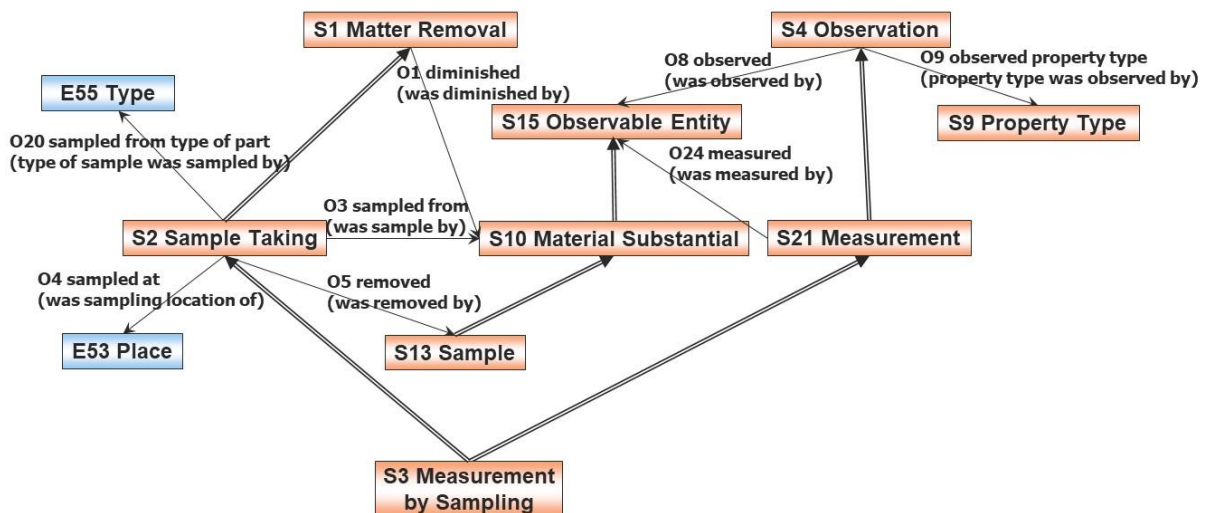 S1 Matter Removal
S4 Observation
O1 diminished
(was diminished by)
O8 observed
(was observed by)
O9 observed property type
(property type was observed by)
E55 Type
S15 Observable Entity
S9 Property Type
O20 sampled from type of part
(type of sample was sampled by)
O24 measured
(was measured by)
O3 sampled from
(was sample by)
S2 Sample Taking
S10 Material Substantial
S21 Measurement
O4 sampled at
(was sampling location of)
O5 removed
(was removed by)
E53 Place
S13 Sample
S3 Measurement
by Sampling